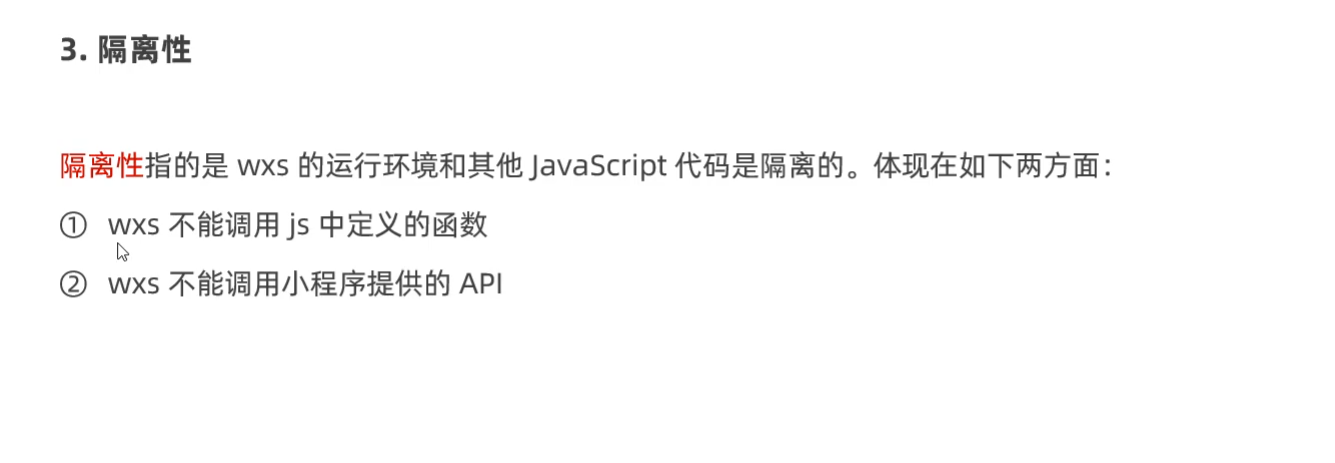 3. 隔离性
隔离性指的是 wxs 的运行环境和其他 JavaScript 代码是隔离的。体现在如下两方面：
① wxs 不能调用 js 中定义的函数
② wxs 不能调用小程序提供的 API